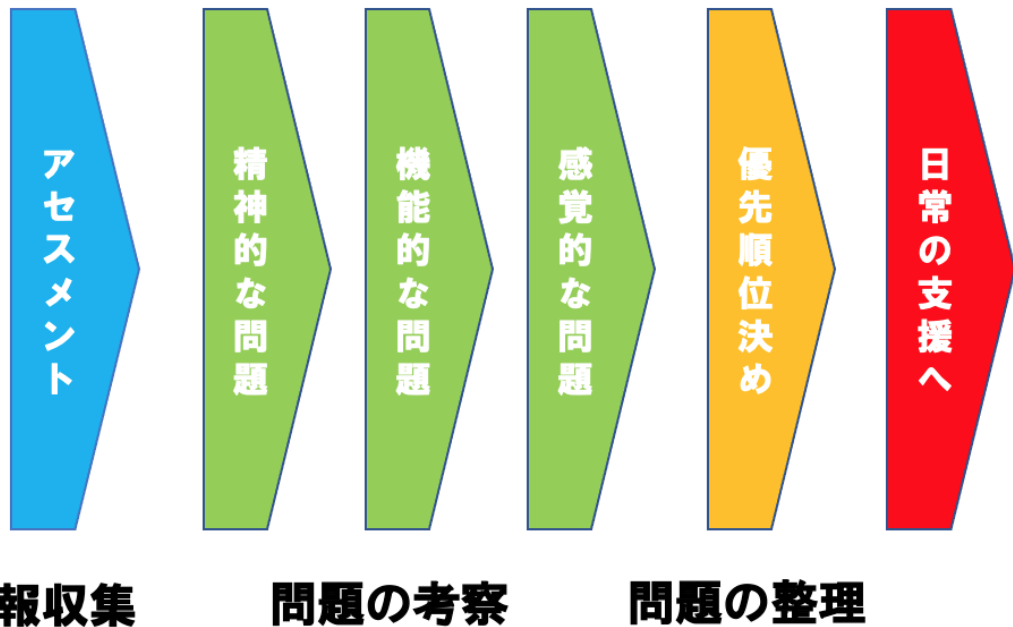 アセスメント
精神的な問題
機能的な問題
感覚的な問題
優先順位決め
日常の支援へ
報収集
問題の考察
問題の整理